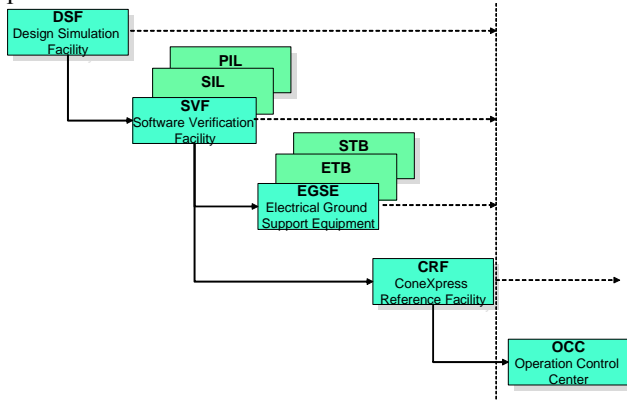 DSF
Design Simulation
Facility
PIL
SIL
SVF
Software Verification
Facility
STB
ETB
EGSE
Electrical Ground
Support Equipment
CRF
ConeXpress
Reference Facility
OCC
Operation Control
Center